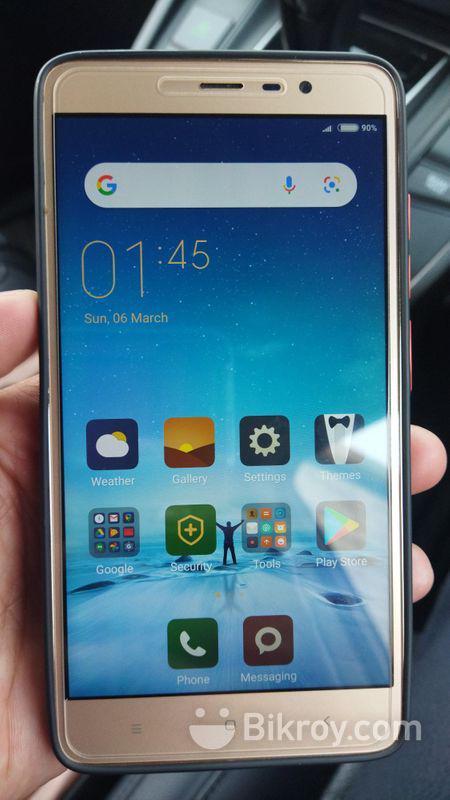 90%
G
01:45
Sun, 06 March
Weather
Gallery
Settings
Themes
Google
Security
Tools
Play Store
Phone
Messaging
Bikroy.com